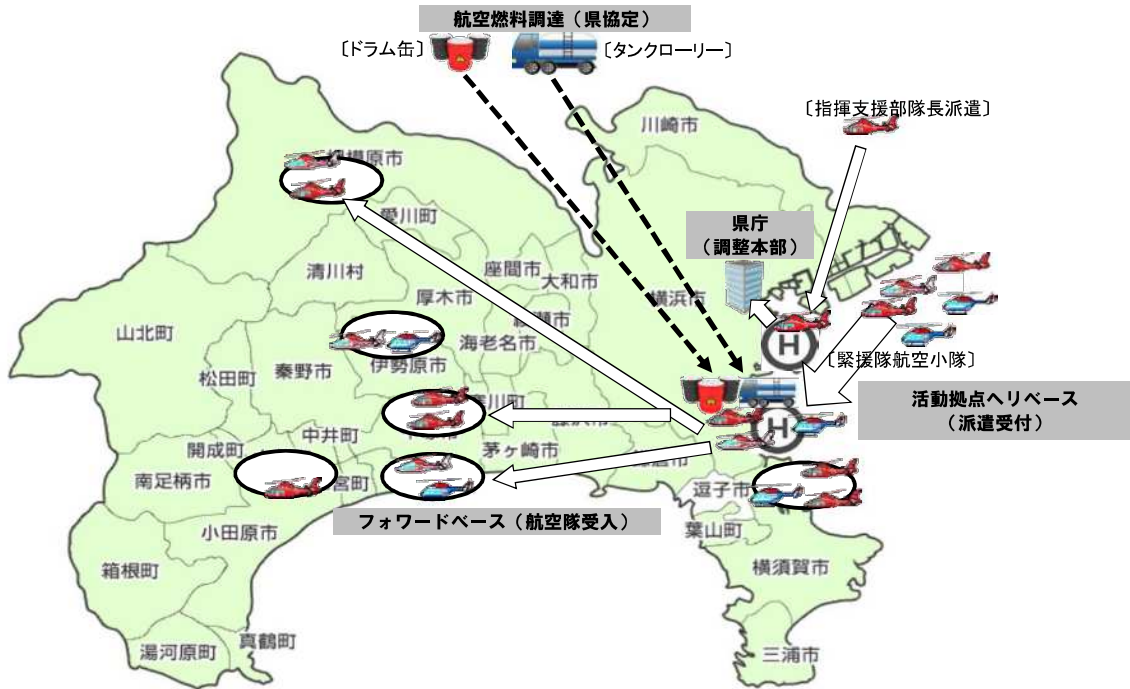 航空燃料調達（県協定）
〔ドラム缶〕
〔タンクローリー〕
〔指揮支援部隊長派遣〕
川崎市
愛川町
県庁
（調整本部）
清川村
座間市
大和市
厚木市
横浜市
山北町
海老名市
〔緊援隊航空小隊〕
秦野市
伊勢原市
松田町
活動拠点ヘリベース
（派遣受付）
中井町
開成町
茅ヶ崎市
南足柄市
逗子市
フォワードベース（航空隊受入）
葉山町
小田原市
箱根町
横須賀市
真鶴町
湯河原町
三浦市